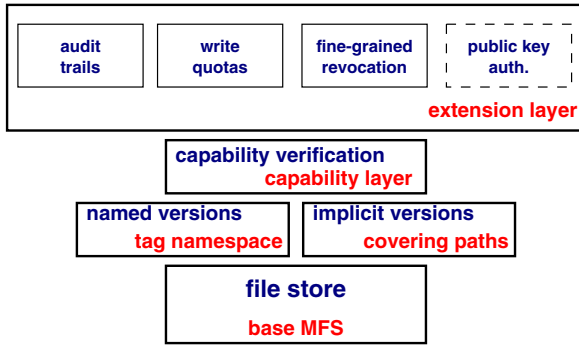 audit
trails
write
quotas
fine-grained
revocation
public key
auth.
extension layer
capability verification
capability layer
named versions
tag namespace
implicit versions
covering paths
file store
base MFS